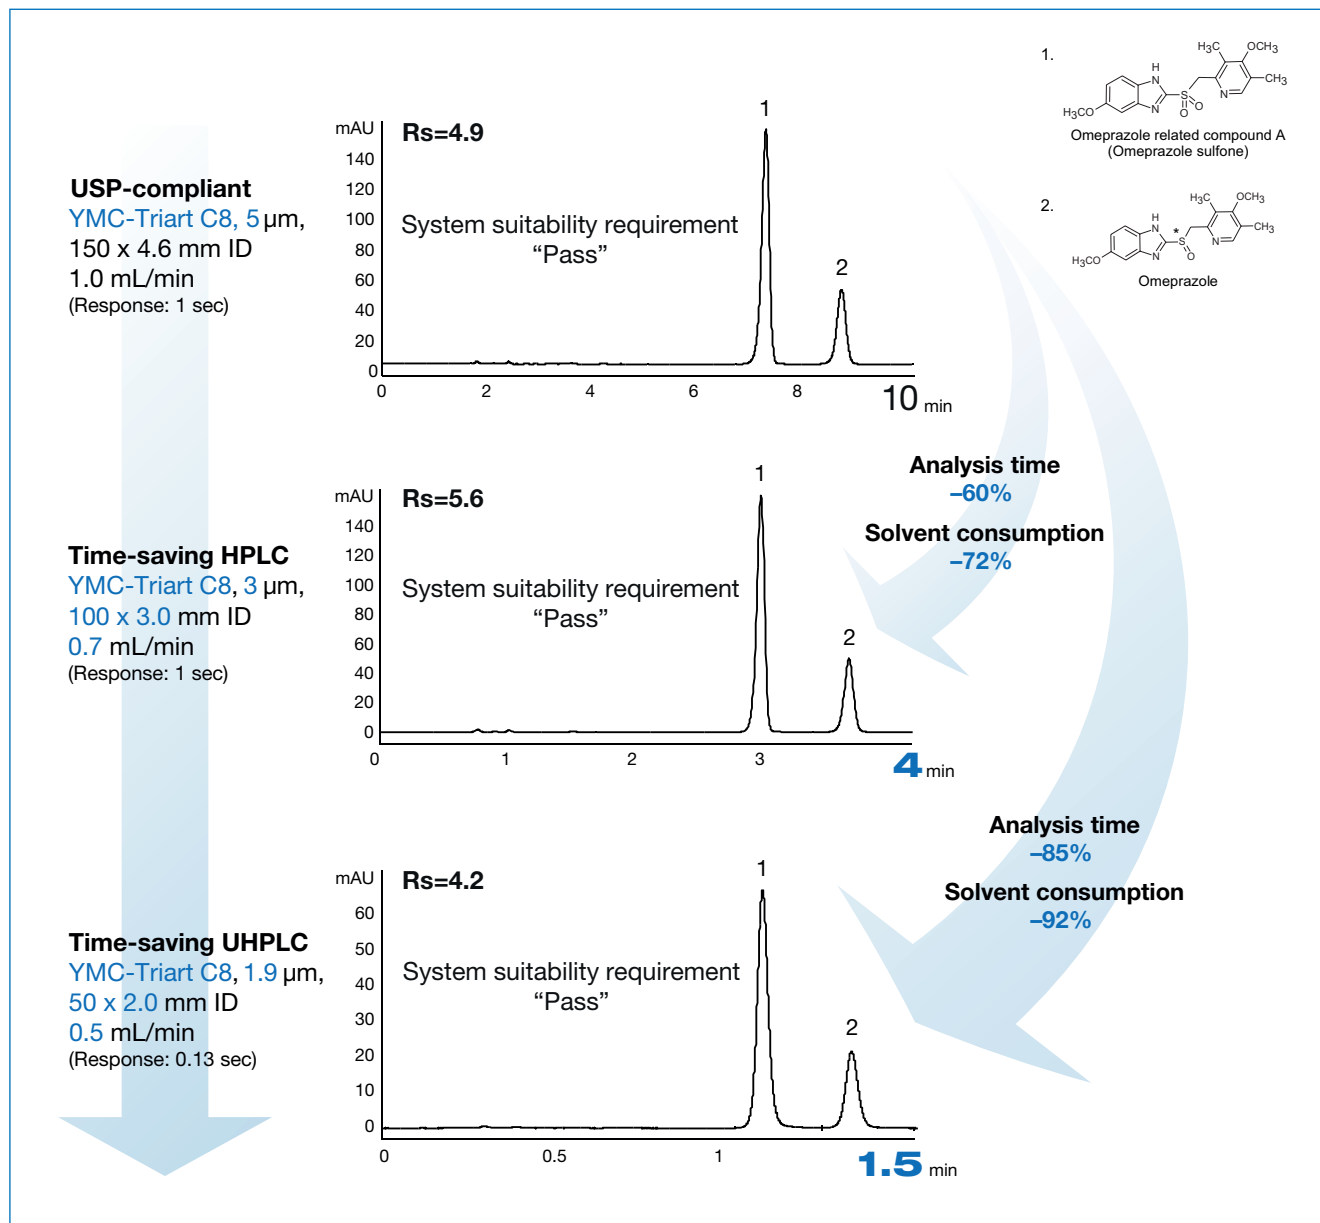 1.
H₃C
OCH₃
CH₃
H
N
N
S
O
O
N
H₃CO
Omeprazole related compound A
(Omeprazole sulfone)
2.
H₃C
OCH₃
CH₃
H
N
N
*
S
O
N
H₃CO
Omeprazole
USP-compliant
YMC-Triart C8, 5 µm,
150 x 4.6 mm ID
1.0 mL/min
(Response: 1 sec)
mAU
Rs=4.9
System suitability requirement
“Pass”
1
2
140
120
100
80
60
40
20
0
0 2 4 6 8 10 min
Analysis time
–60%
Solvent consumption
–72%
Time-saving HPLC
YMC-Triart C8, 3 µm,
100 x 3.0 mm ID
0.7 mL/min
(Response: 1 sec)
mAU
Rs=5.6
System suitability requirement
“Pass”
1
2
140
120
100
80
60
40
20
0
0 1 2 3 4 min
Analysis time
–85%
Solvent consumption
–92%
Time-saving UHPLC
YMC-Triart C8, 1.9 µm,
50 x 2.0 mm ID
0.5 mL/min
(Response: 0.13 sec)
mAU
Rs=4.2
System suitability requirement
“Pass”
1
2
60
50
40
30
20
10
0
0 0.5 1 1.5 min